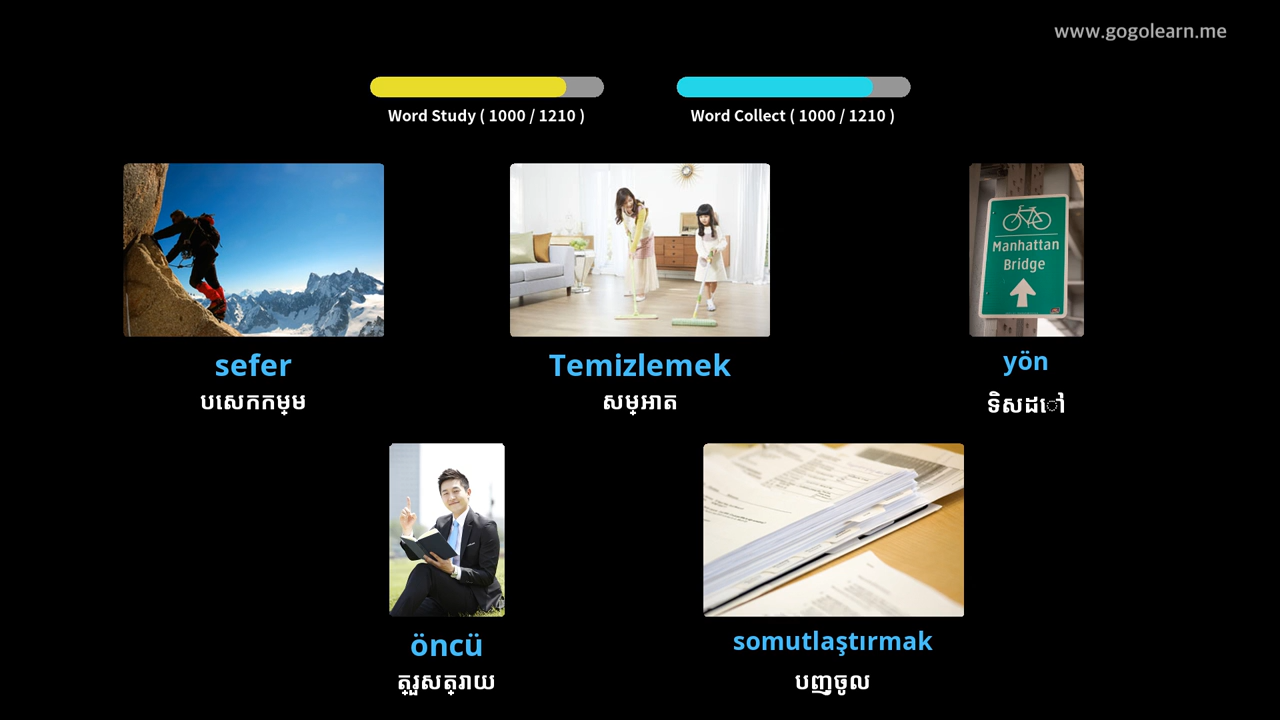 www.gogolearn.me
Word Study ( 1000 / 1210 )
Word Collect ( 1000 / 1210 )
Manhattan
Bridge
sefer
បេសកកម្ម
Temizlemek
សម្អាត
yön
ទិសដៅ
öncü
ត្រួសត្រាយ
somutlaştırmak
បញ្ចូល